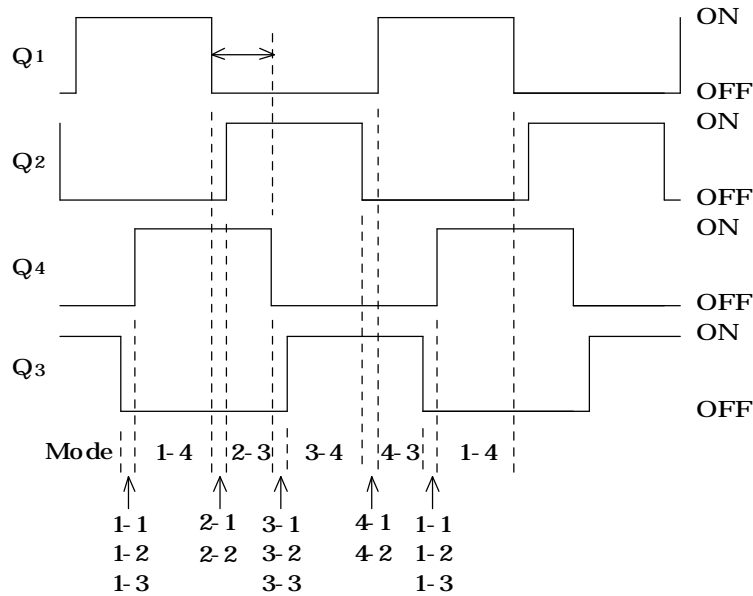 ON
Q1
OFF
ON
Q2
OFF
ON
Q4
OFF
ON
Q3
OFF
Mode 1-4 2-3 3-4 4-3 1-4
1-1 2-1 3-1 4-1 1-1
1-2 2-2 3-2 4-2 1-2
1-3 3-3 1-3